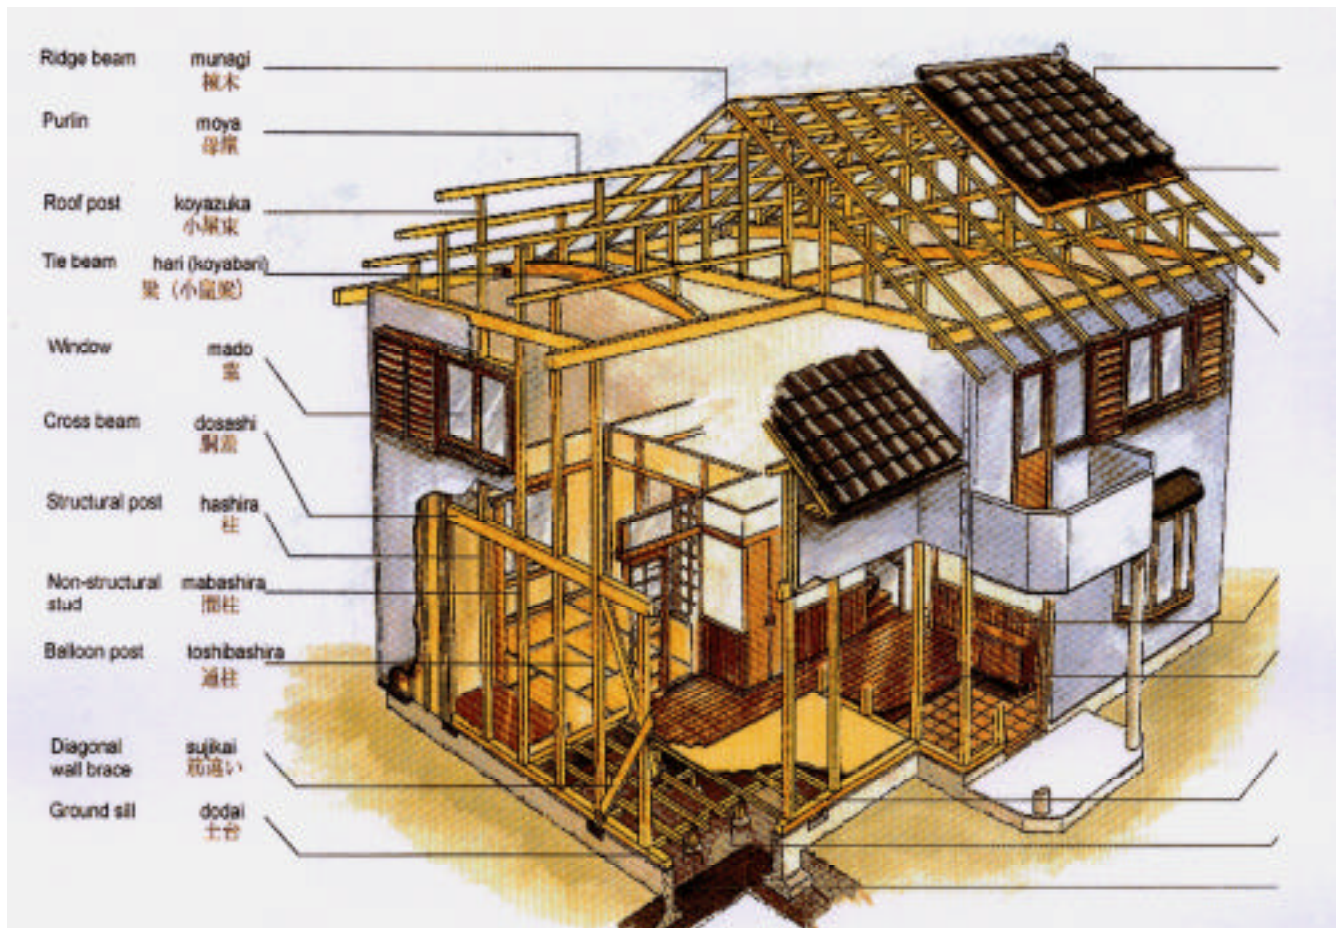 Ridge beam munagi
棟木
Purlin moya
母屋
Roof post koyazuka
小屋束
Tie beam hari (koyabari)
梁（小屋梁）
Window mado
窓
Cross beam dosashi
胴差
Structural post hashira
柱
Non-structural mabashira
stud 間柱
Balloon post toshibashira
通柱
Diagonal sujikai
wall brace 筋違い
Ground sill dodai
土台